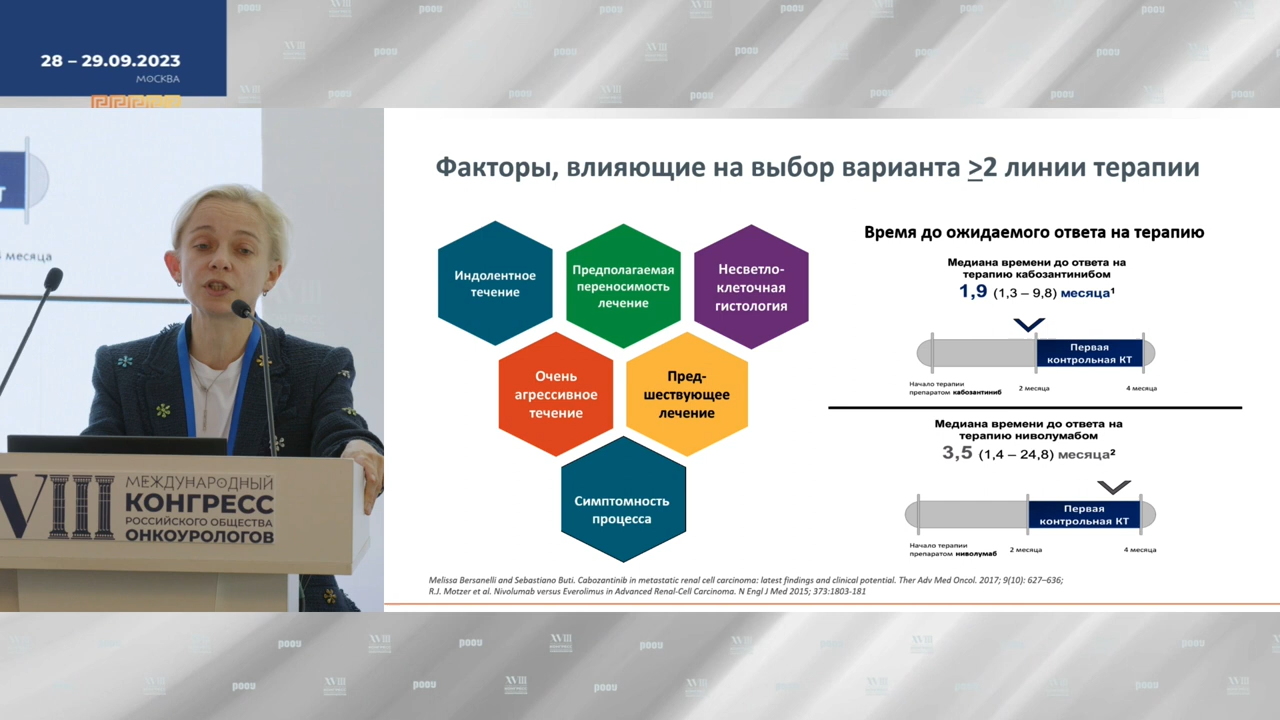 28 – 29.09.2023
МОСКВА
месяца
VIII
МЕЖДУНАРОДНЫЙ
КОНГРЕСС
РОССИЙСКОГО ОБЩЕСТВА
ОНКОУРОЛОГОВ
Факторы, влияющие на выбор варианта ≥2 линии терапии
Индолентное
течение
Предполагаемая
переносимость
лечение
Несветло-
клеточная
гистология
Очень
агрессивное
течение
Пред-
шествующее
лечение
Симптомность
процесса
Время до ожидаемого ответа на терапию
Медиана времени до ответа на
терапию кабозантинибом
1,9 (1,3 – 9,8) месяца¹
Первая
контрольная КТ
Начало терапии
препаратом кабозантиниб
2 месяца
4 месяца
Медиана времени до ответа на
терапию ниволумабом
3,5 (1,4 – 24,8) месяца²
Первая
контрольная КТ
Начало терапии
препаратом ниволумаб
2 месяца
4 месяца
Melissa Bersanelli and Sebastiano Buti. Cabozantinib in metastatic renal cell carcinoma: latest findings and clinical potential. Ther Adv Med Oncol. 2017; 9(10): 627–636;
R.J. Motzer et al. Nivolumab versus Everolimus in Advanced Renal-Cell Carcinoma. N Engl J Med 2015; 373:1803-181